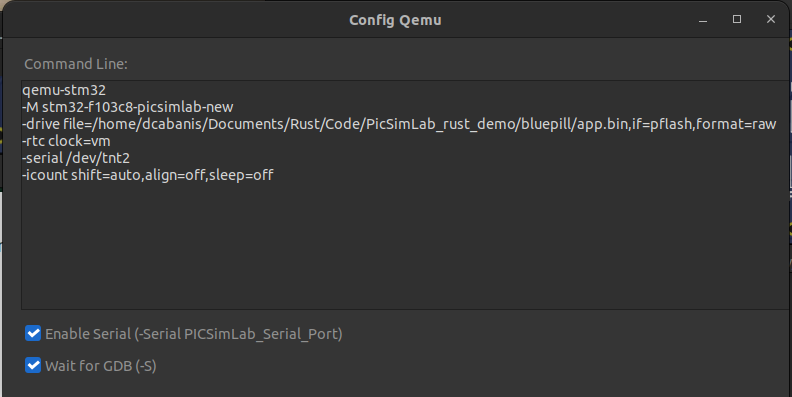 Config Qemu
Command Line:
qemu-stm32
-M stm32-f103c8-picsimlab-new
-drive file=/home/dcabanis/Documents/Rust/Code/PicSimLab_rust_demo/bluepill/app.bin,if=pflash,format=raw
-rtc clock=vm
-serial /dev/tnt2
-icount shift=auto,align=off,sleep=off
Enable Serial (-Serial PICSimLab_Serial_Port)
Wait for GDB (-S)